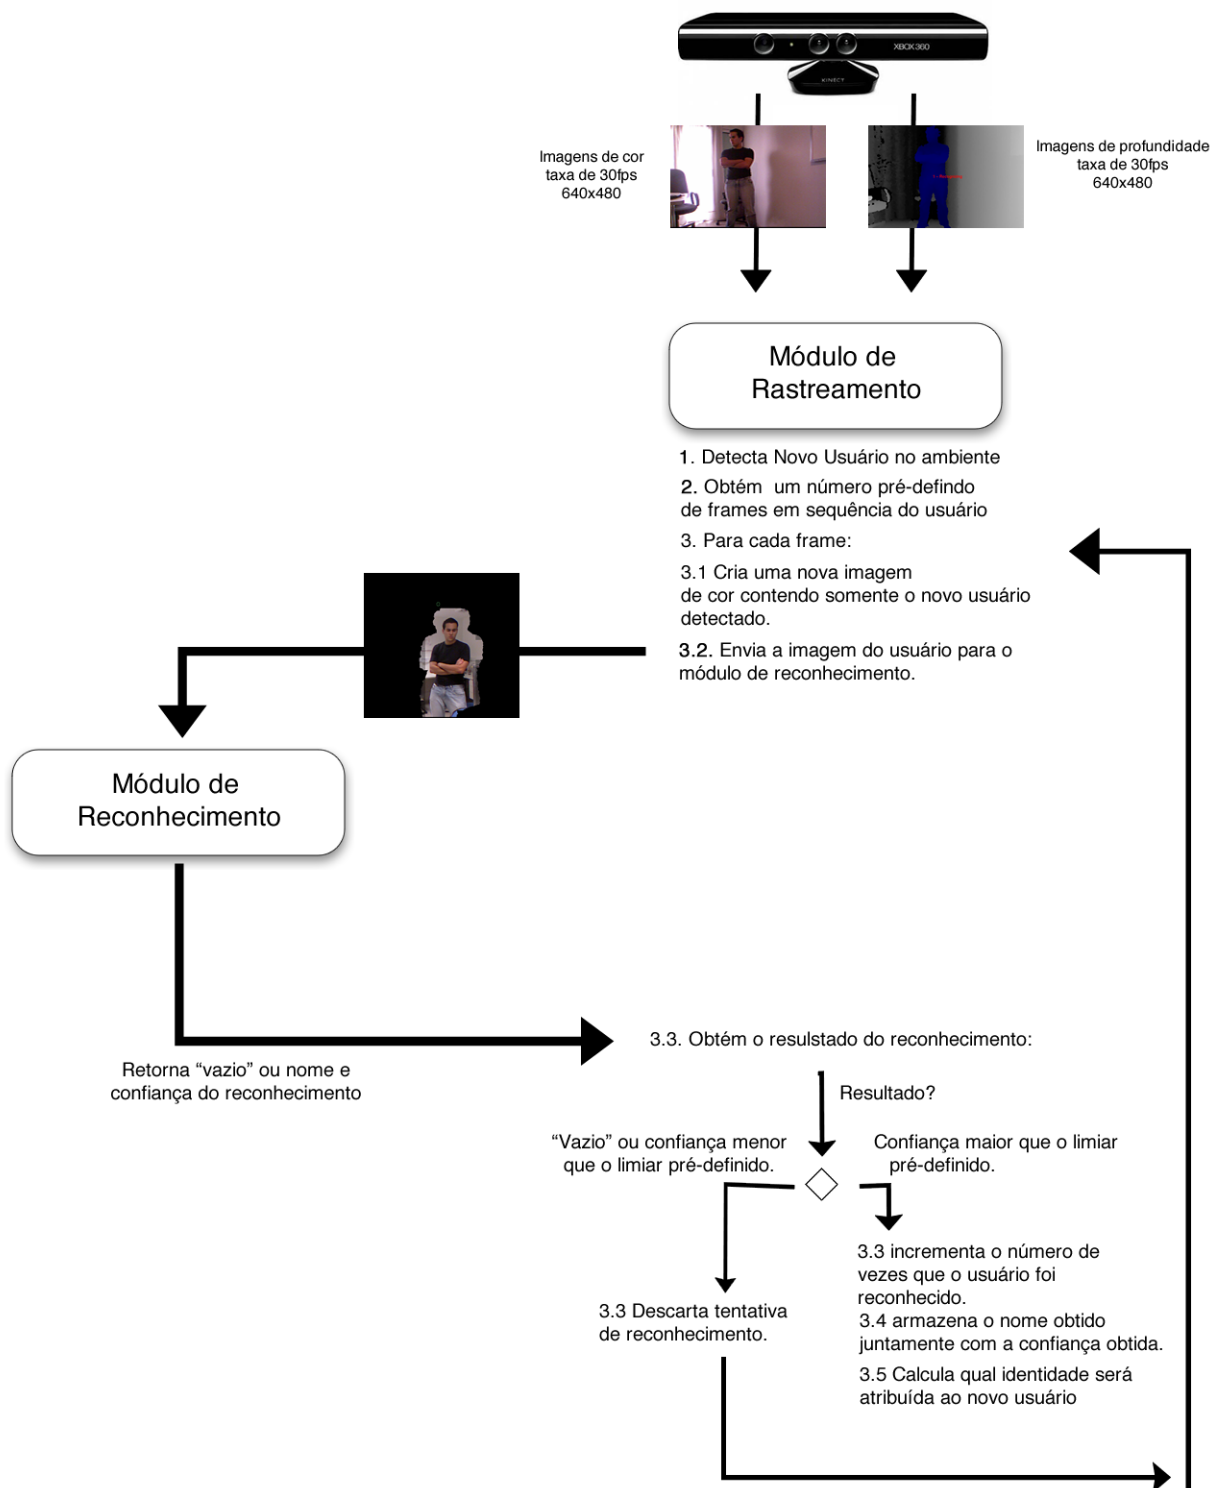 XBOX 360
KINECT
Imagens de cor
taxa de 30fps
640x480
Imagens de profundidade
taxa de 30fps
640x480
Módulo de
Rastreamento
1. Detecta Novo Usuário no ambiente
2. Obtém um número pré-defindo
de frames em sequência do usuário
3. Para cada frame:
3.1 Cria uma nova imagem
de cor contendo somente o novo usuário
detectado.
3.2. Envia a imagem do usuário para o
módulo de reconhecimento.
Módulo de
Reconhecimento
Retorna “vazio” ou nome e
confiança do reconhecimento
3.3. Obtém o resulstado do reconhecimento:
Resultado?
“Vazio” ou confiança menor
que o limiar pré-definido.
Confiança maior que o limiar
pré-definido.
3.3 Descarta tentativa
de reconhecimento.
3.3 incrementa o número de
vezes que o usuário foi
reconhecido.
3.4 armazena o nome obtido
juntamente com a confiança obtida.
3.5 Calcula qual identidade será
atribuída ao novo usuário